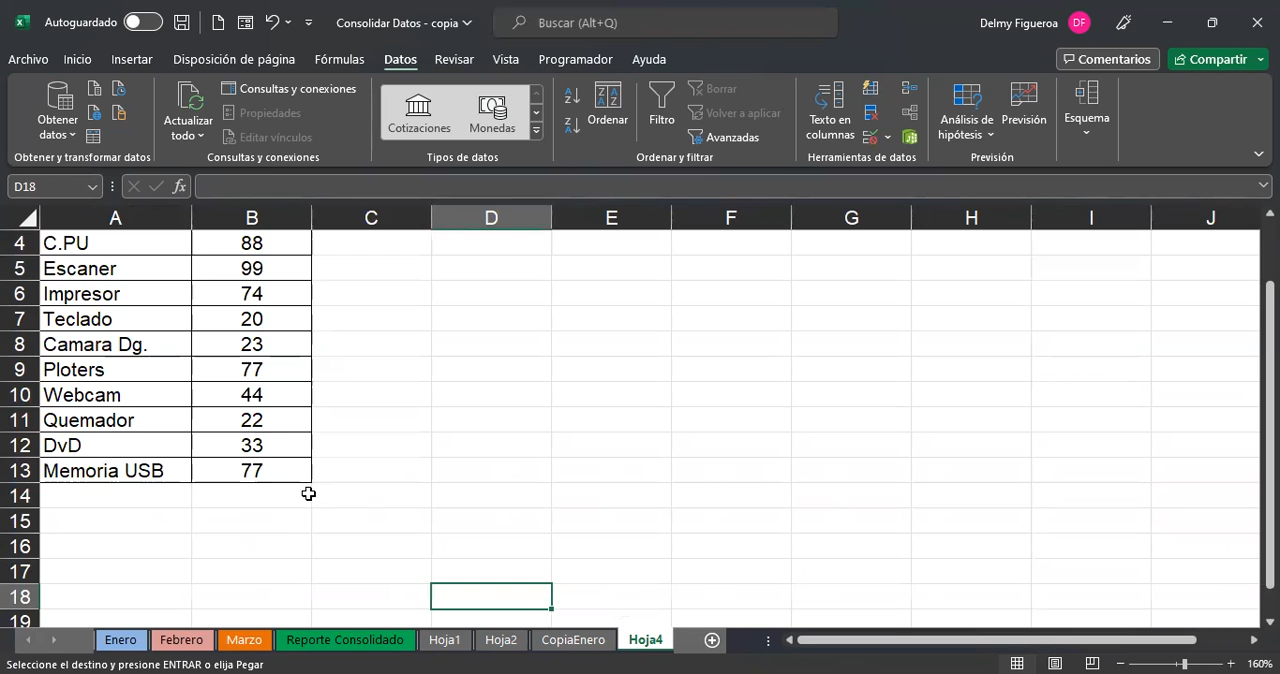 Autoguardado Consolidar Datos - copia Buscar (Alt+Q) Delmy Figueroa DF
Archivo Inicio Insertar Disposición de página Fórmulas Datos Revisar Vista Programador Ayuda Comentarios Compartir
Obtener datos
Obtener y transformar datos
Actualizar todo
Consultas y conexiones
Propiedades
Editar vínculos
Consultas y conexiones
Cotizaciones
Monedas
Tipos de datos
Ordenar
Filtro
Borrar
Volver a aplicar
Avanzadas
Ordenar y filtrar
Texto en columnas
Herramientas de datos
Análisis de hipótesis
Previsión
Previsión
Esquema
D18 fx
A B C D E F G H I J
4 C.PU 88
5 Escaner 99
6 Impresor 74
7 Teclado 20
8 Camara Dg. 23
9 Ploters 77
10 Webcam 44
11 Quemador 22
12 DvD 33
13 Memoria USB 77
14
15
16
17
18
19
Enero Febrero Marzo Reporte Consolidado Hoja1 Hoja2 CopiaEnero Hoja4
Seleccione el destino y presione ENTRAR o elija Pegar 160%